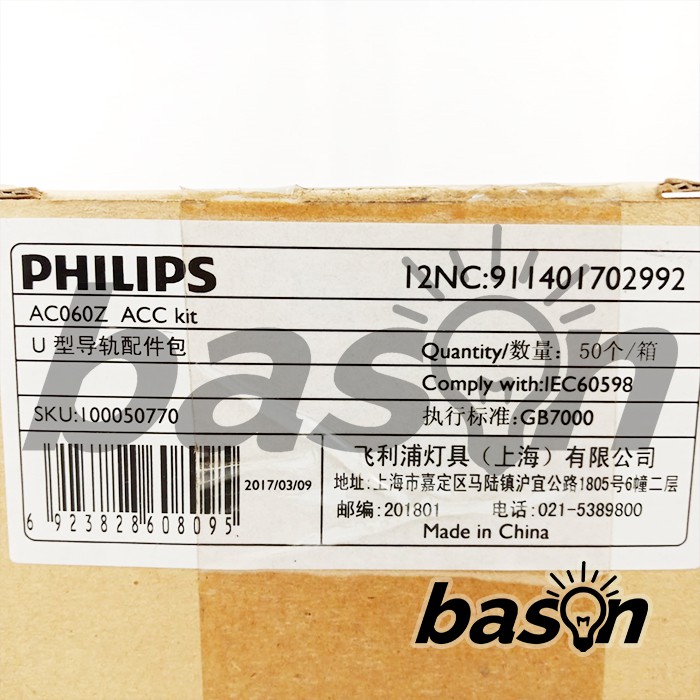 PHILIPS
12NC:911401702992
AC060Z ACC kit
U 型导轨配件包
Quantity/数量: 50个/箱
Comply with:IEC60598
SKU:100050770
执行标准:GB7000
飞利浦灯具（上海）有限公司
地址:上海市嘉定区马陆镇沪宜公路1805号6幢二层
2017/03/09
邮编:201801 电话:021-5389800
6 923828 608095
Made in China
bason
bason